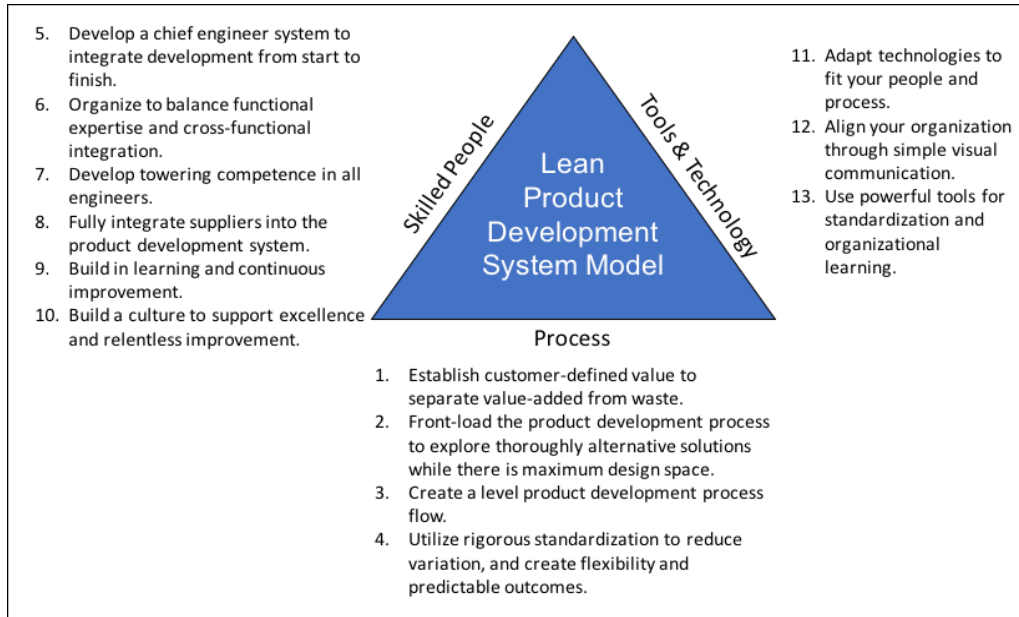 5. Develop a chief engineer system to
integrate development from start to
finish.
6. Organize to balance functional
expertise and cross-functional
integration.
7. Develop towering competence in all
engineers.
8. Fully integrate suppliers into the
product development system.
9. Build in learning and continuous
improvement.
10. Build a culture to support excellence
and relentless improvement.
Skilled People
Lean
Product
Development
System Model
Tools & Technology
11. Adapt technologies to
fit your people and
process.
12. Align your organization
through simple visual
communication.
13. Use powerful tools for
standardization and
organizational
learning.
Process
1. Establish customer-defined value to
separate value-added from waste.
2. Front-load the product development process
to explore thoroughly alternative solutions
while there is maximum design space.
3. Create a level product development process
flow.
4. Utilize rigorous standardization to reduce
variation, and create flexibility and
predictable outcomes.